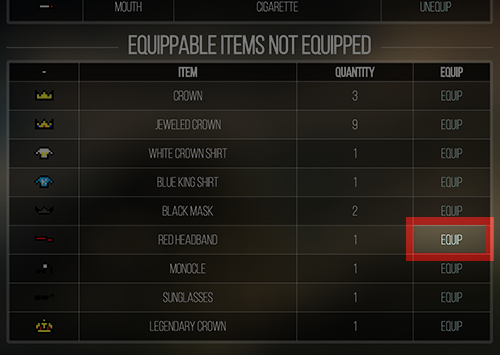 MOUTH CIGARETTE UNEQUIP
EQUIPPABLE ITEMS NOT EQUIPPED
- ITEM QUANTITY EQUIP
CROWN 3 EQUIP
JEWELED CROWN 9 EQUIP
WHITE CROWN SHIRT 1 EQUIP
BLUE KING SHIRT 1 EQUIP
BLACK MASK 2 EQUIP
RED HEADBAND 1 EQUIP
MONOCLE 1 EQUIP
SUNGLASSES 1 EQUIP
LEGENDARY CROWN 1 EQUIP